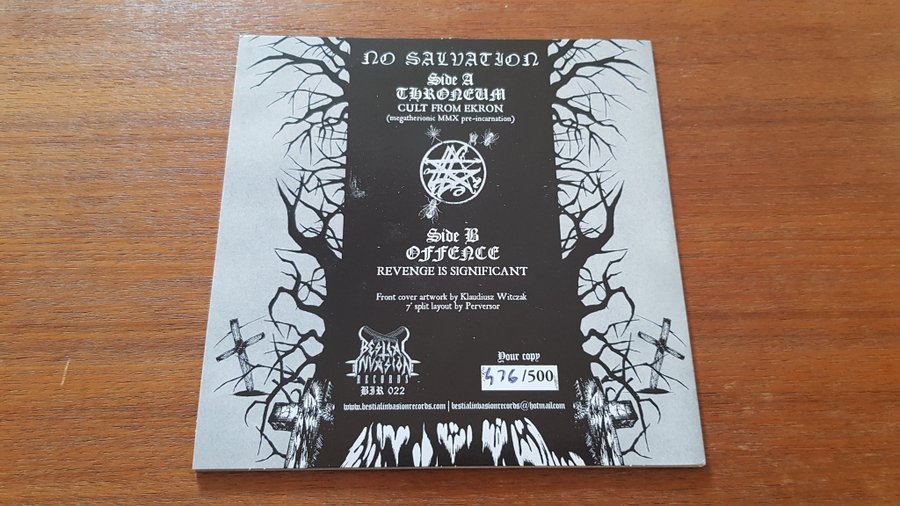 NO SALVATION
Side A
THRONEUM
CULT FROM EKRON
(megatherionic MMX pre-incarnation)
Side B
OFFENCE
REVENGE IS SIGNIFICANT
Front cover artwork by Klaudiusz Witczak
7' split layout by Perversor
BESTIAL
INVASION
RECORDS
BIR 022
Your copy
476/500
www.bestialinvasionrecords.com | bestialinvasionrecords@hotmail.com